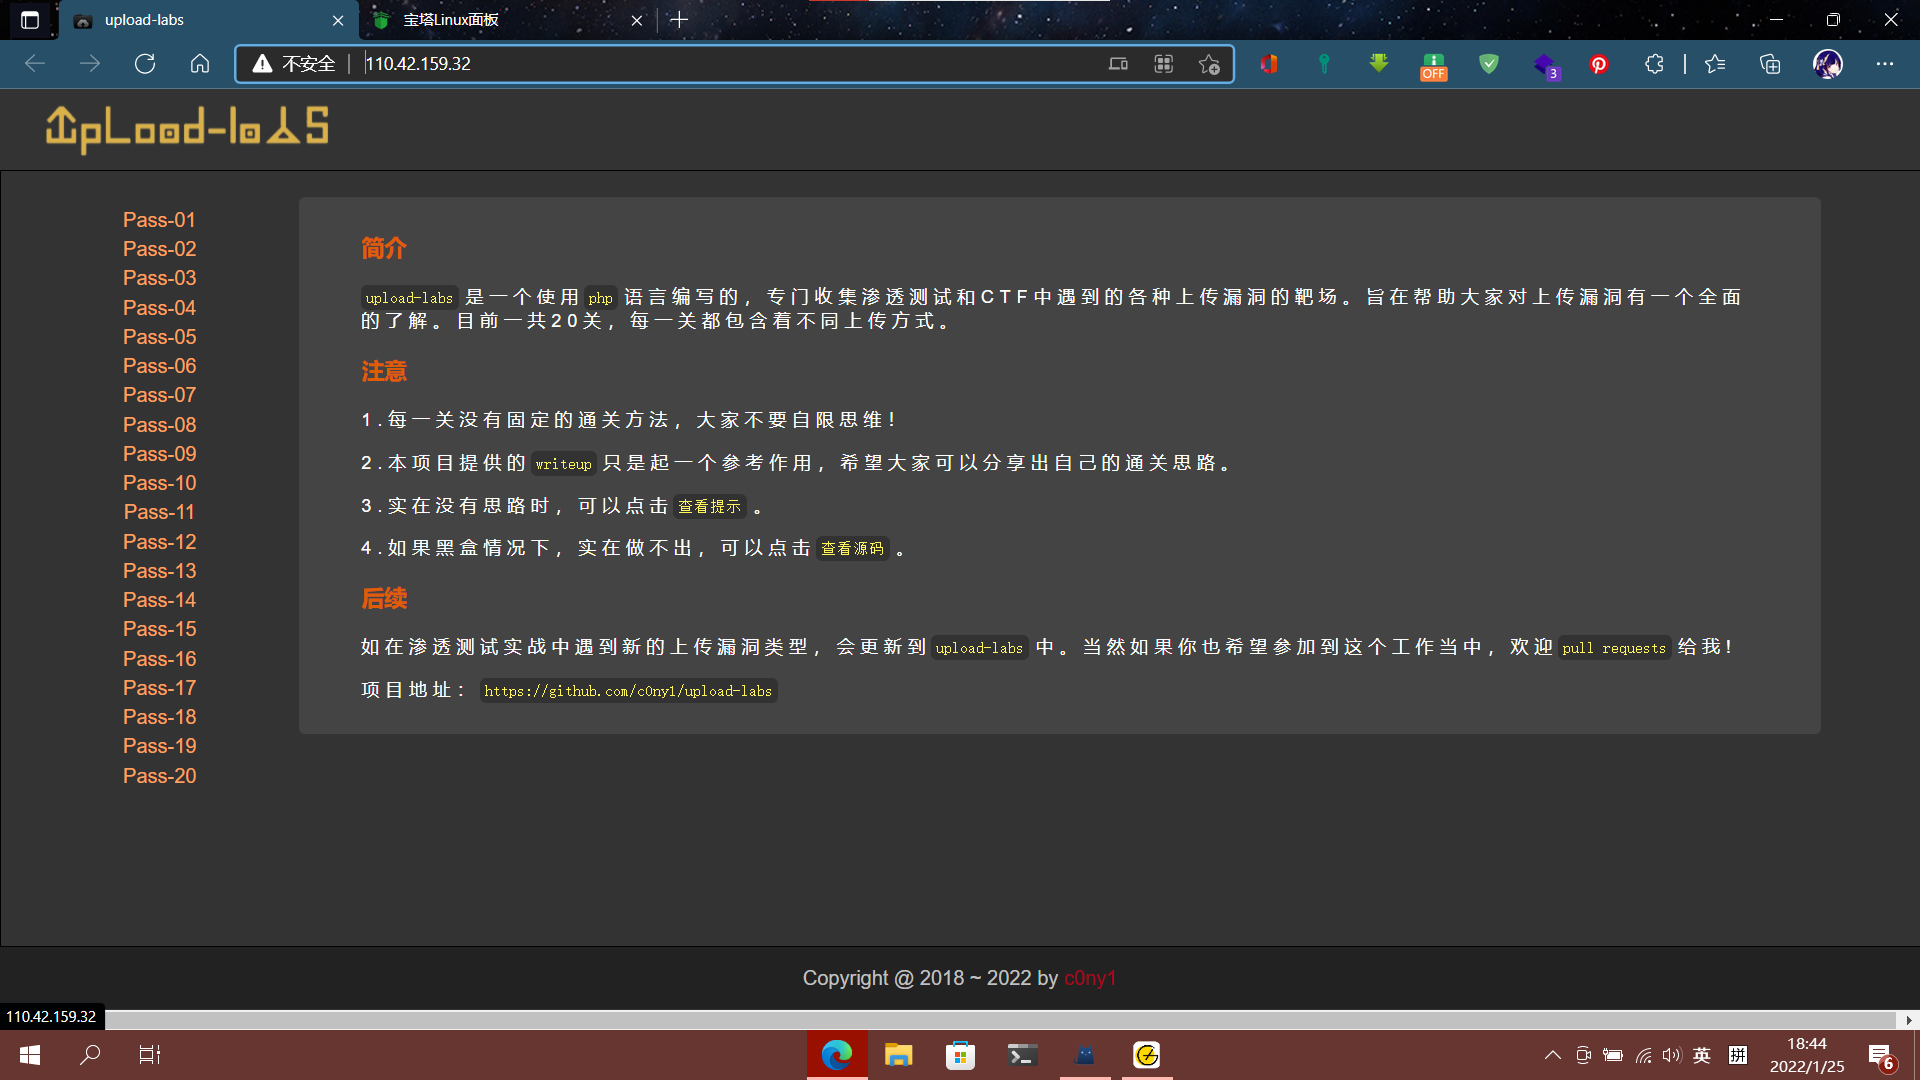 upload-labs
宝塔Linux面板
不安全
110.42.159.32
OFF
3
UpLoad-labs
Pass-01
Pass-02
Pass-03
Pass-04
Pass-05
Pass-06
Pass-07
Pass-08
Pass-09
Pass-10
Pass-11
Pass-12
Pass-13
Pass-14
Pass-15
Pass-16
Pass-17
Pass-18
Pass-19
Pass-20
简介
upload-labs 是一个使用 php 语言编写的，专门收集渗透测试和CTF中遇到的各种上传漏洞的靶场。旨在帮助大家对上传漏洞有一个全面
的了解。目前一共20关，每一关都包含着不同上传方式。
注意
1.每一关没有固定的通关方法，大家不要自限思维！
2.本项目提供的 writeup 只是起一个参考作用，希望大家可以分享出自己的通关思路。
3.实在没有思路时，可以点击 查看提示 。
4.如果黑盒情况下，实在做不出，可以点击 查看源码 。
后续
如在渗透测试实战中遇到新的上传漏洞类型，会更新到 upload-labs 中。当然如果你也希望参加到这个工作当中，欢迎 pull requests 给我！
项目地址： https://github.com/c0ny1/upload-labs
Copyright @ 2018 ~ 2022 by c0ny1
110.42.159.32
英
拼
18:44
2022/1/25
6